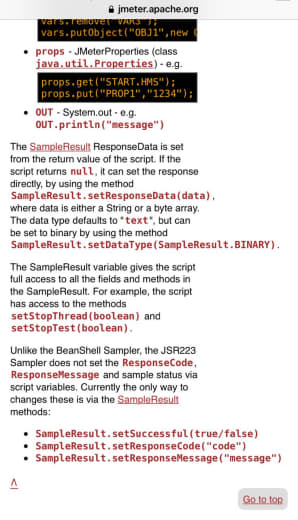 jmeter.apache.org
vars.remove("VAR3");
vars.putObject("OBJ1",new
• props - JMeterProperties (class
java.util.Properties) - e.g.
props.get("START.HMS");
props.put("PROP1","1234");
• OUT - System.out - e.g.
OUT.println("message")
The SampleResult ResponseData is set
from the return value of the script. If the
script returns null, it can set the response
directly, by using the method
SampleResult.setResponseData(data),
where data is either a String or a byte array.
The data type defaults to "text", but can
be set to binary by using the method
SampleResult.setDataType(SampleResult.BINARY).
The SampleResult variable gives the script
full access to all the fields and methods in
the SampleResult. For example, the script
has access to the methods
setStopThread(boolean) and
setStopTest(boolean).
Unlike the BeanShell Sampler, the JSR223
Sampler does not set the ResponseCode,
ResponseMessage and sample status via
script variables. Currently the only way to
changes these is via the SampleResult
methods:
• SampleResult.setSuccessful(true/false)
• SampleResult.setResponseCode("code")
• SampleResult.setResponseMessage("message")
^
Go to top